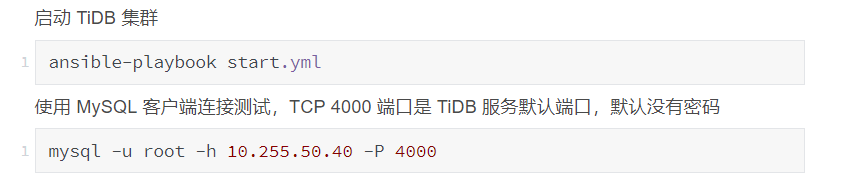 启动 TiDB 集群
1 ansible-playbook start.yml
使用 MySQL 客户端连接测试，TCP 4000 端口是 TiDB 服务默认端口，默认没有密码
1 mysql -u root -h 10.255.50.40 -P 4000